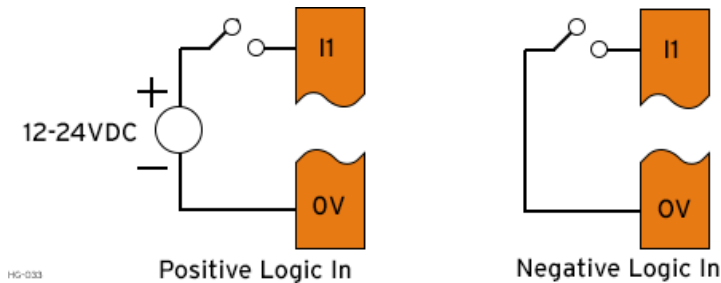 I1
+
12-24VDC
−
0V
Positive Logic In
I1
0V
Negative Logic In
HG-033